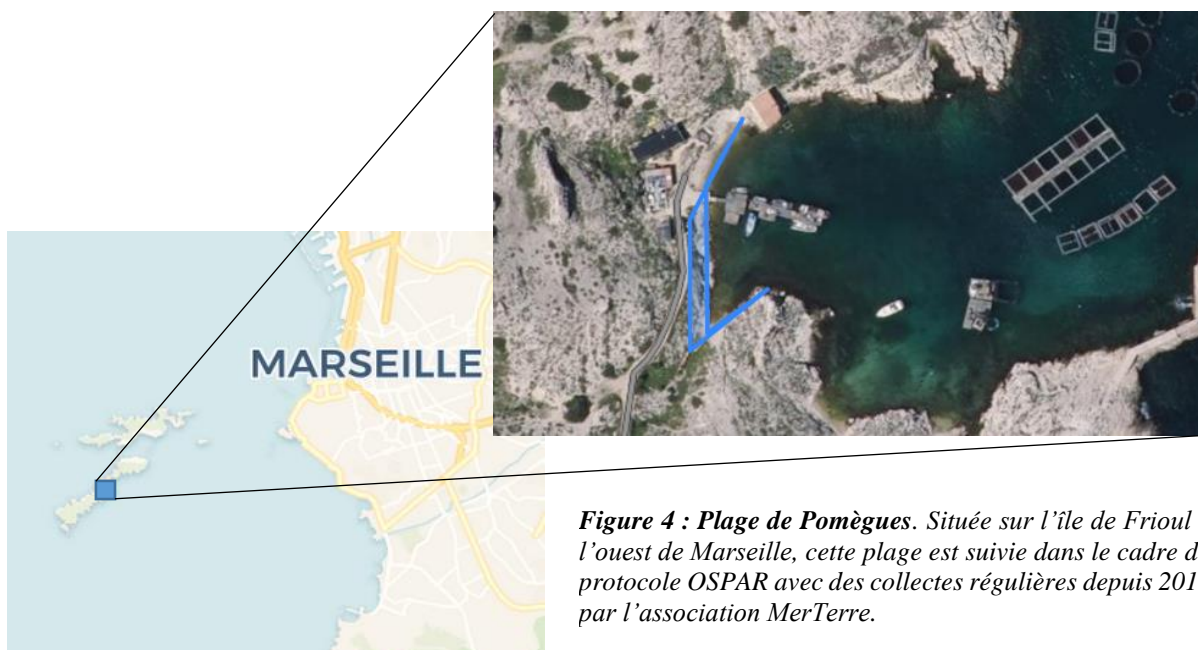 MARSEILLE
Figure 4 : Plage de Pomègues. Située sur l’île de Frioul
l’ouest de Marseille, cette plage est suivie dans le cadre d
protocole OSPAR avec des collectes régulières depuis 201
par l’association MerTerre.